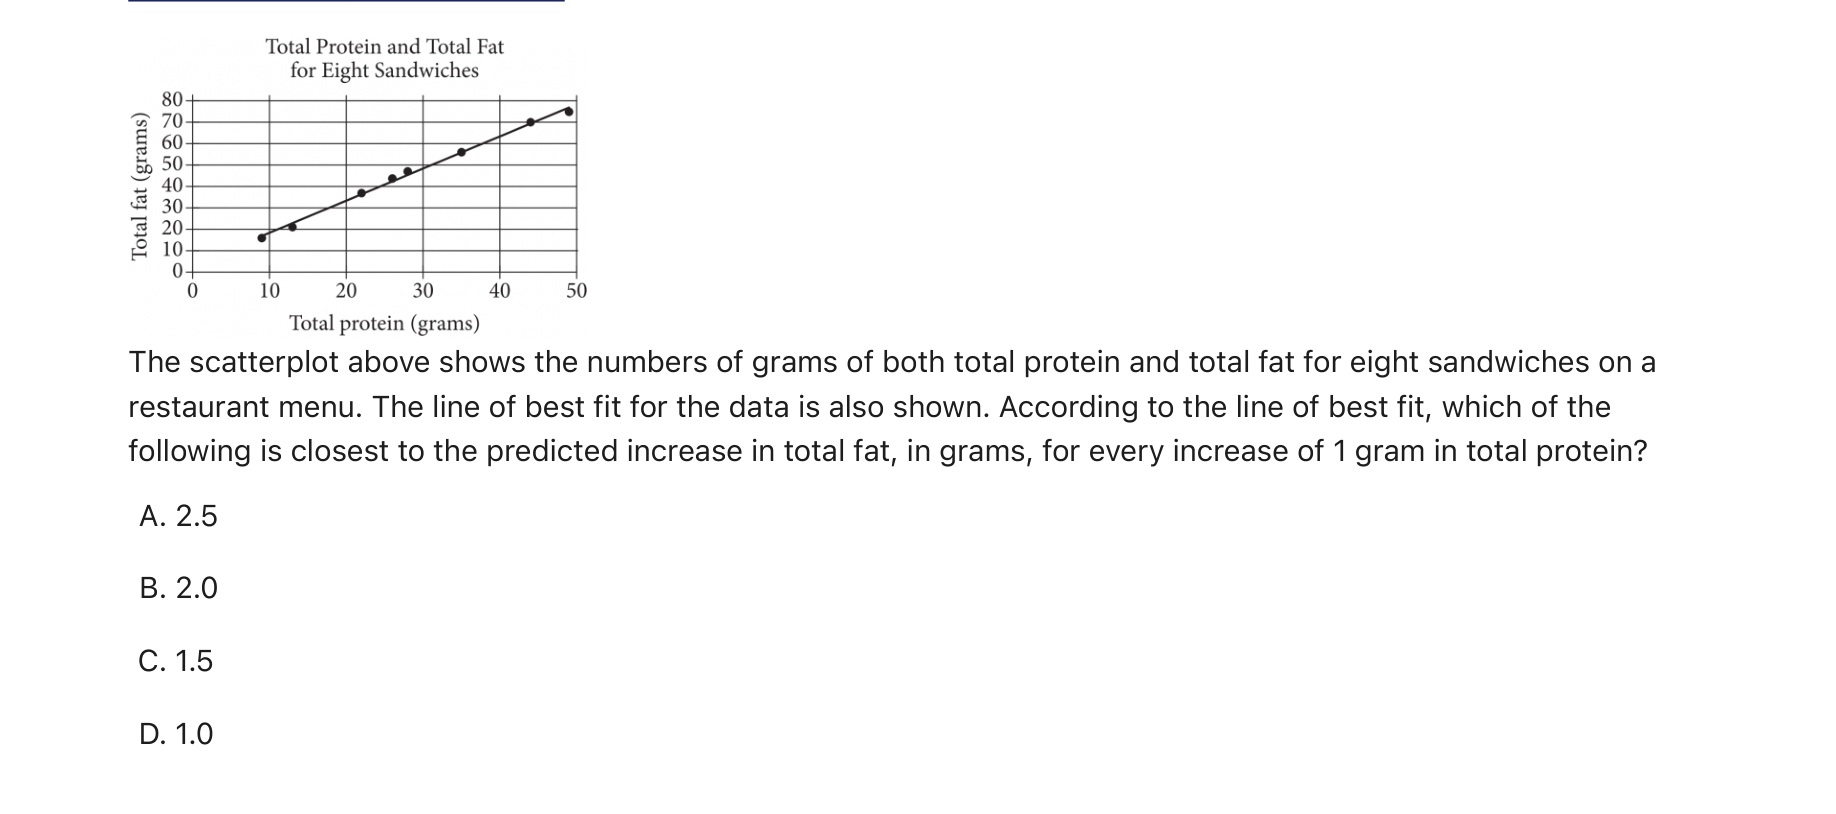 Total Protein and Total Fat
for Eight Sandwiches
Total fat (grams)
80
70
60
50
40
30
20
10
0
0 10 20 30 40 50
Total protein (grams)
The scatterplot above shows the numbers of grams of both total protein and total fat for eight sandwiches on a
restaurant menu. The line of best fit for the data is also shown. According to the line of best fit, which of the
following is closest to the predicted increase in total fat, in grams, for every increase of 1 gram in total protein?
A. 2.5
B. 2.0
C. 1.5
D. 1.0